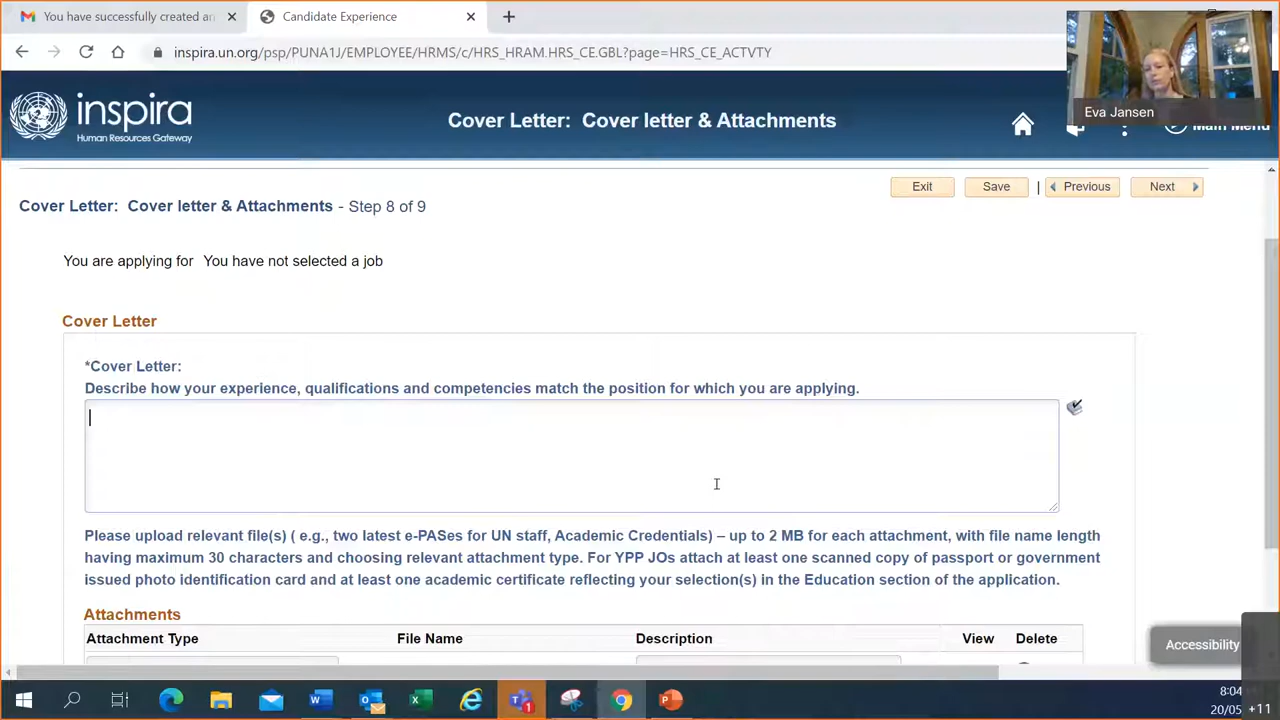 You have successfully created an
Candidate Experience
inspira.un.org/psp/PUNA1J/EMPLOYEE/HRMS/c/HRS_HRAM.HRS_CE.GBL?page=HRS_CE_ACTVTY
Eva Jansen
inspira
Human Resources Gateway
Cover Letter: Cover letter & Attachments
Main Menu
Exit
Save
|
Previous
Next
Cover Letter: Cover letter & Attachments - Step 8 of 9
You are applying for You have not selected a job
Cover Letter
*Cover Letter:
Describe how your experience, qualifications and competencies match the position for which you are applying.
Please upload relevant file(s) ( e.g., two latest e-PASes for UN staff, Academic Credentials) – up to 2 MB for each attachment, with file name length
having maximum 30 characters and choosing relevant attachment type. For YPP JOs attach at least one scanned copy of passport or government
issued photo identification card and at least one academic certificate reflecting your selection(s) in the Education section of the application.
Attachments
Attachment Type File Name Description View Delete
Accessibility
8:04
20/05
+11